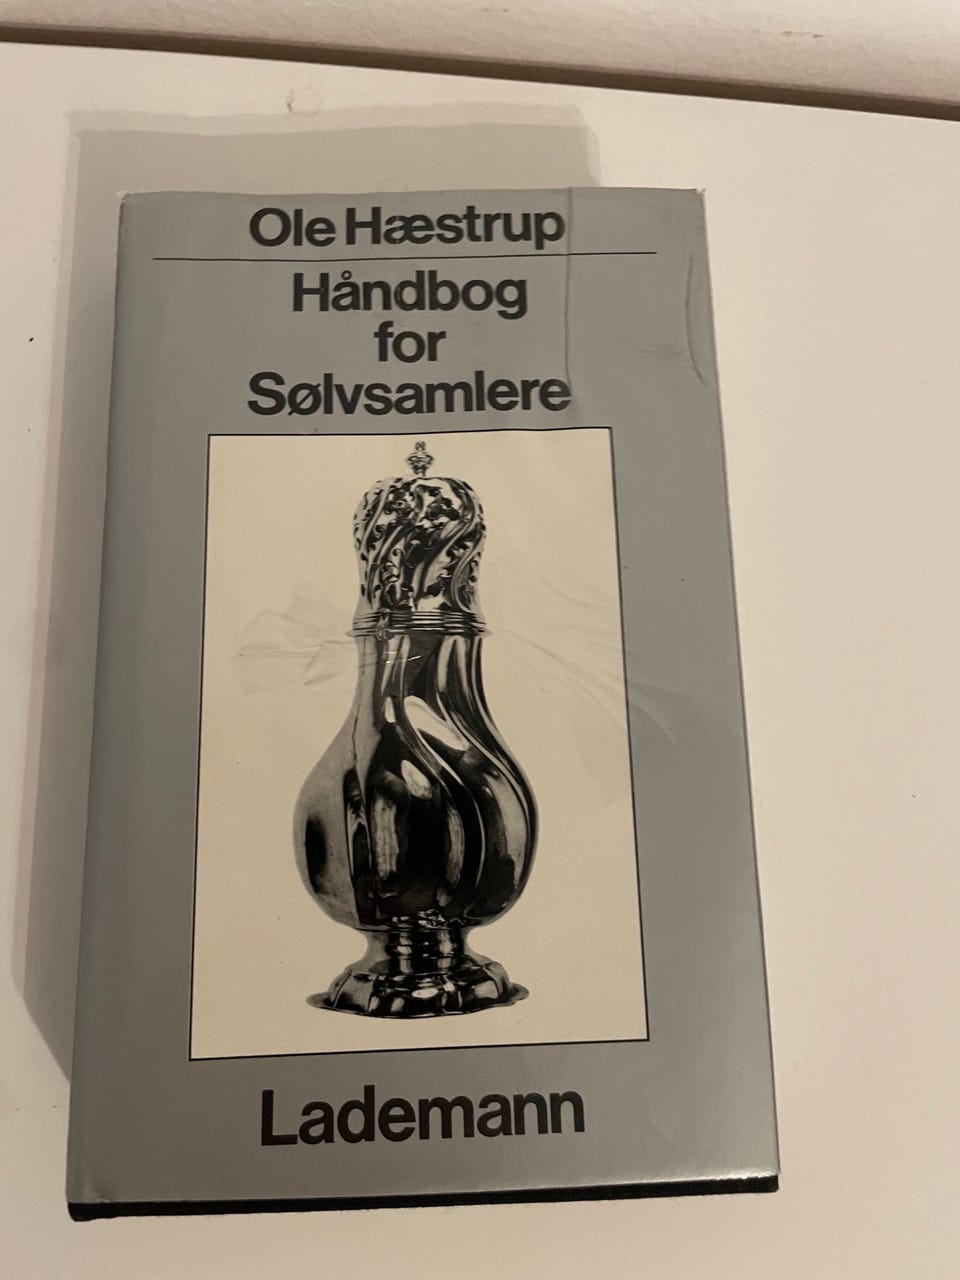 Ole Hæstrup
Håndbog
for
Sølvsamlere
Lademann